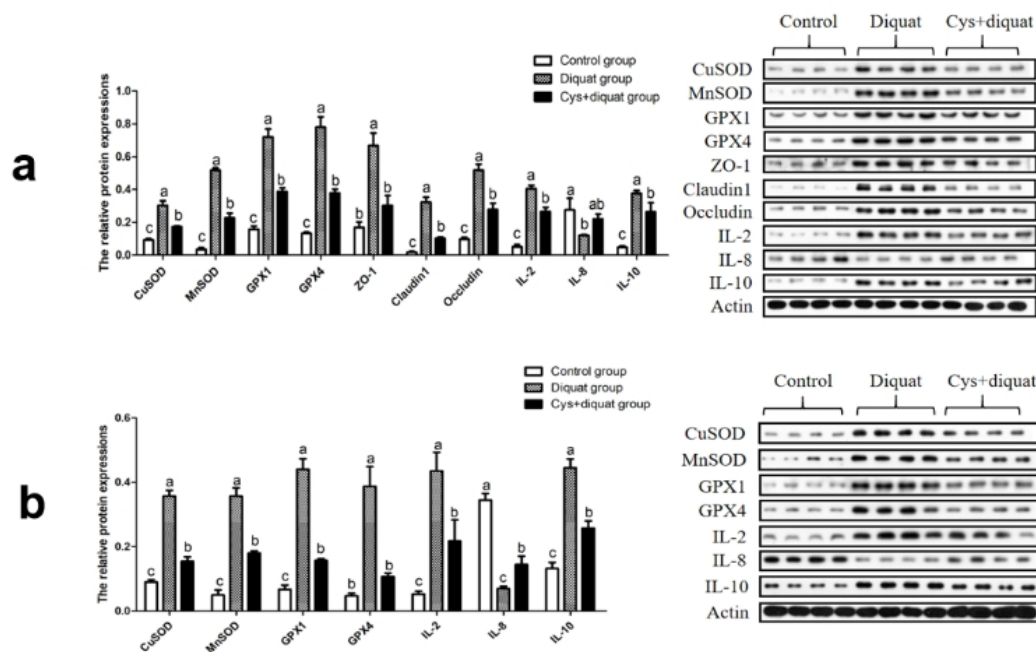 Control group
Diquat group
Cys+diquat group
a
The relative protein expressions
1.0
0.8
0.6
0.4
0.2
0.0
c a b
c a b
c a b
c a b
c a b
c a b
c a b
c a b
a c ab
c a b
CuSOD
MnSOD
GPX1
GPX4
ZO-1
Claudin1
Occludin
IL-2
IL-8
IL-10
Control Diquat Cys+diquat
CuSOD
MnSOD
GPX1
GPX4
ZO-1
Claudin1
Occludin
IL-2
IL-8
IL-10
Actin
Control group
Diquat group
Cys+diquat group
b
The relative protein expressions
0.6
0.4
0.2
0.0
c a b
c a b
c a b
b a b
c a b
a c b
c a b
CuSOD
MnSOD
GPX1
GPX4
IL-2
IL-8
IL-10
Control Diquat Cys+diquat
CuSOD
MnSOD
GPX1
GPX4
IL-2
IL-8
IL-10
Actin